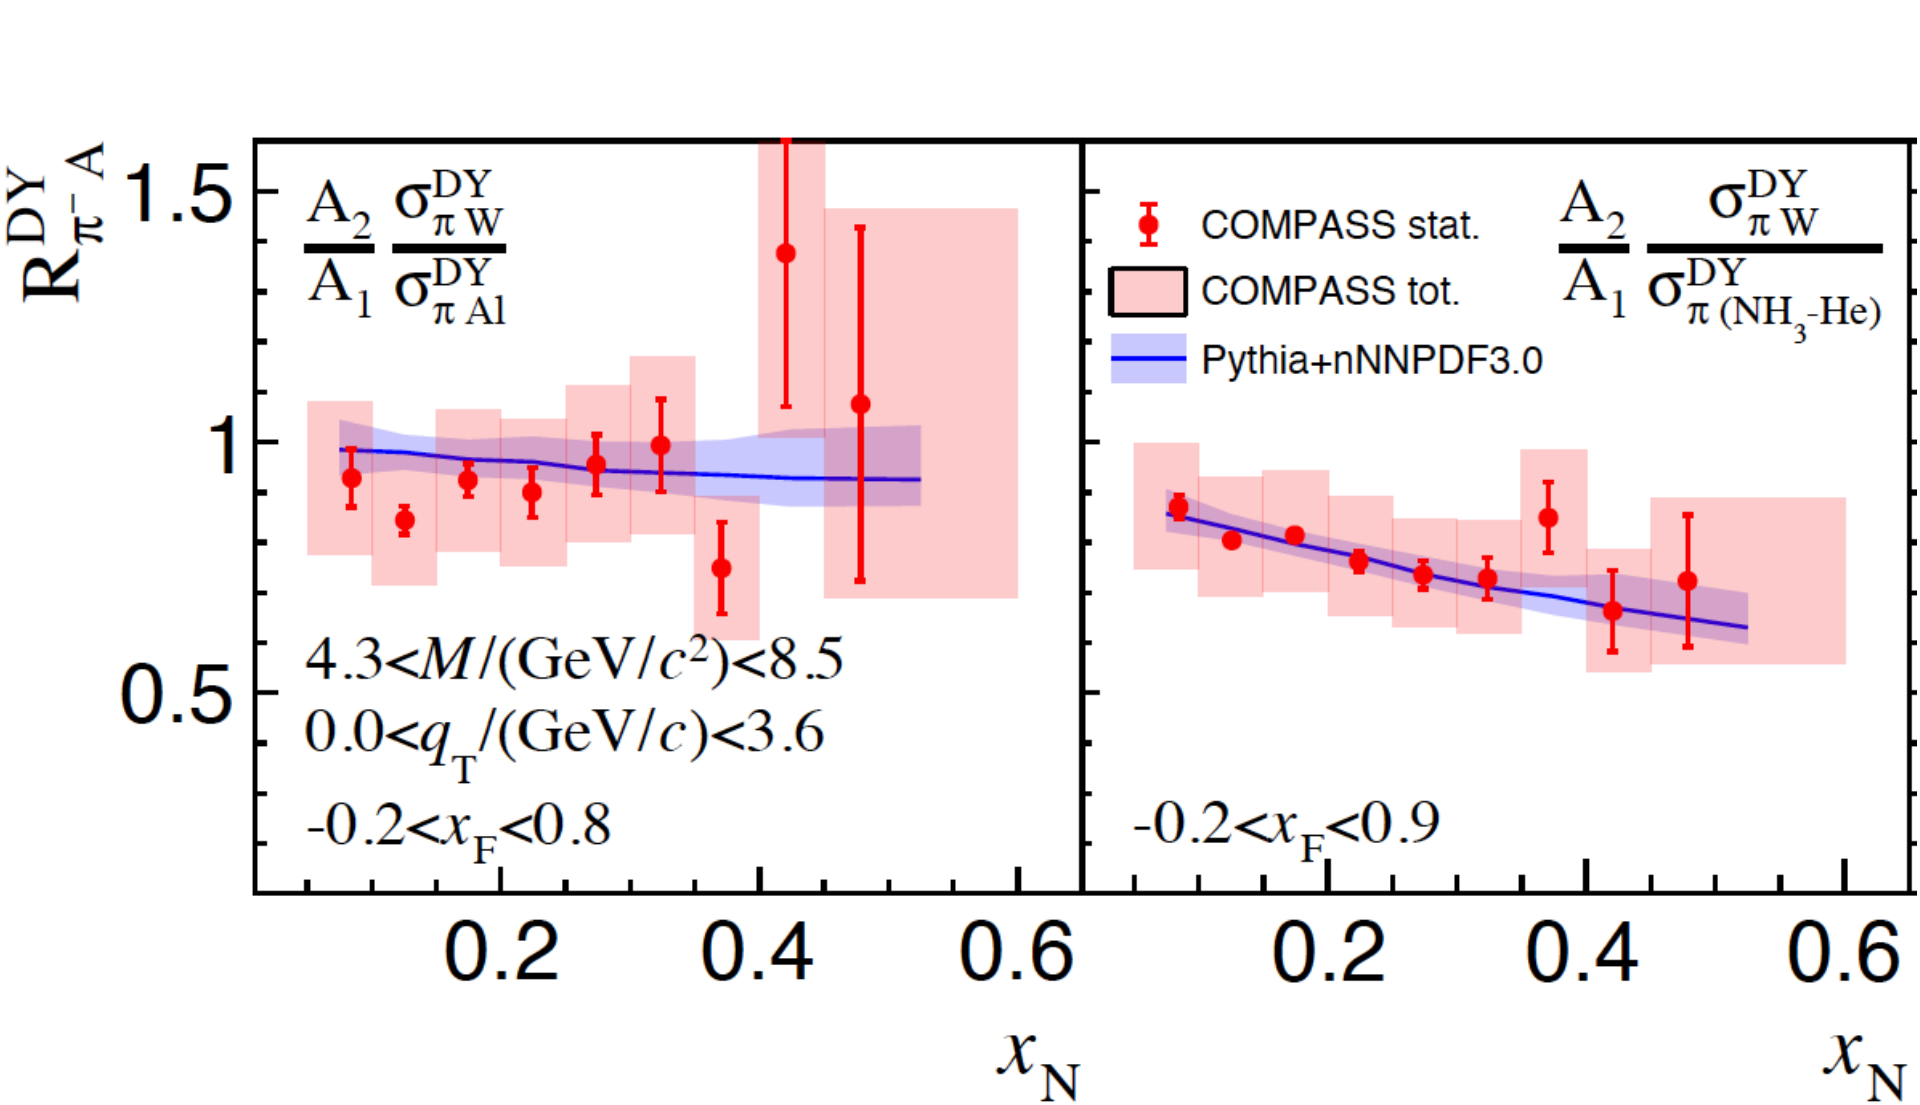 R^DY_π⁻ A
1.5
1
0.5
A₂ σ^DY_π W
A₁ σ^DY_π Al
4.3<M/(GeV/c²)<8.5
0.0<q_T/(GeV/c)<3.6
-0.2<x_F<0.8
0.2 0.4 0.6
x_N
COMPASS stat.
COMPASS tot.
Pythia+nNNPDF3.0
A₂ σ^DY_π W
A₁ σ^DY_π (NH₃-He)
-0.2<x_F<0.9
0.2 0.4 0.6
x_N